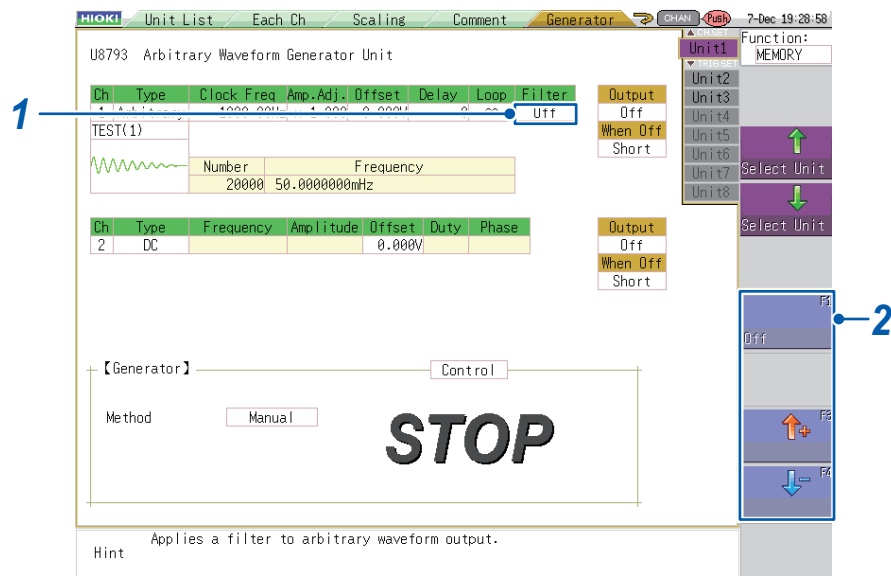 HIOKI Unit List Each Ch Scaling Comment Generator CHAN Push 7-Dec 19:28:58
▲CH.SET Function:
U8793 Arbitrary Waveform Generator Unit Unit1 MEMORY
▼TRIG.SET
Unit2
Ch Type Clock Freq Amp.Adj. Offset Delay Loop Filter Output Unit3
1 Off Off Unit4
1
TEST(1) When Off Unit5
Short Unit6
Number Frequency Unit7 Select Unit
20000 50.0000000mHz Unit8
Ch Type Frequency Amplitude Offset Duty Phase Output Select Unit
2 DC 0.000V Off
When Off
Short
F1
2
Off
【Generator】 Control
Method Manual STOP
F3
+
F4
-
Applies a filter to arbitrary waveform output.
Hint